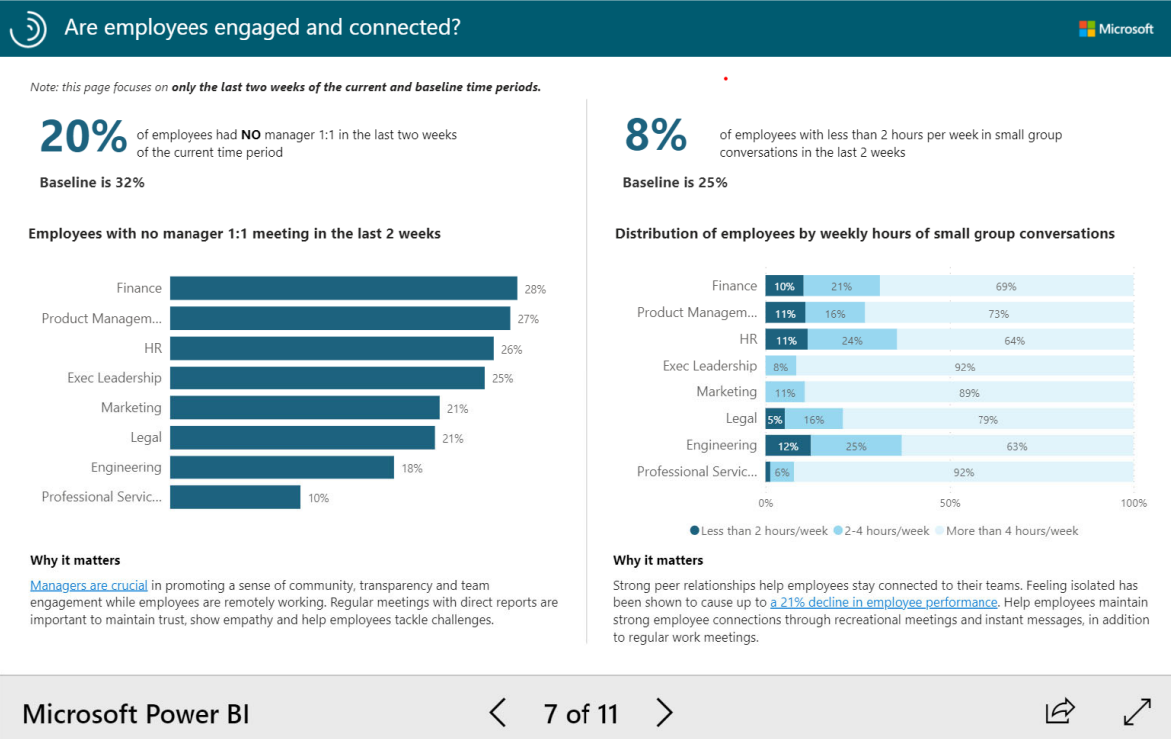 Are employees engaged and connected?
Microsoft
Note: this page focuses on only the last two weeks of the current and baseline time periods.
20%
of employees had NO manager 1:1 in the last two weeks
of the current time period
Baseline is 32%
Employees with no manager 1:1 meeting in the last 2 weeks
Finance 28%
Product Managem... 27%
HR 26%
Exec Leadership 25%
Marketing 21%
Legal 21%
Engineering 18%
Professional Servic... 10%
Why it matters
Managers are crucial in promoting a sense of community, transparency and team
engagement while employees are remotely working. Regular meetings with direct reports are
important to maintain trust, show empathy and help employees tackle challenges.
8%
of employees with less than 2 hours per week in small group
conversations in the last 2 weeks
Baseline is 25%
Distribution of employees by weekly hours of small group conversations
Finance 10% 21% 69%
Product Managem... 11% 16% 73%
HR 11% 24% 64%
Exec Leadership 8% 92%
Marketing 11% 89%
Legal 5% 16% 79%
Engineering 12% 25% 63%
Professional Servic... 6% 92%
0% 50% 100%
Less than 2 hours/week 2-4 hours/week More than 4 hours/week
Why it matters
Strong peer relationships help employees stay connected to their teams. Feeling isolated has
been shown to cause up to a 21% decline in employee performance. Help employees maintain
strong employee connections through recreational meetings and instant messages, in addition
to regular work meetings.
Microsoft Power BI
7 of 11